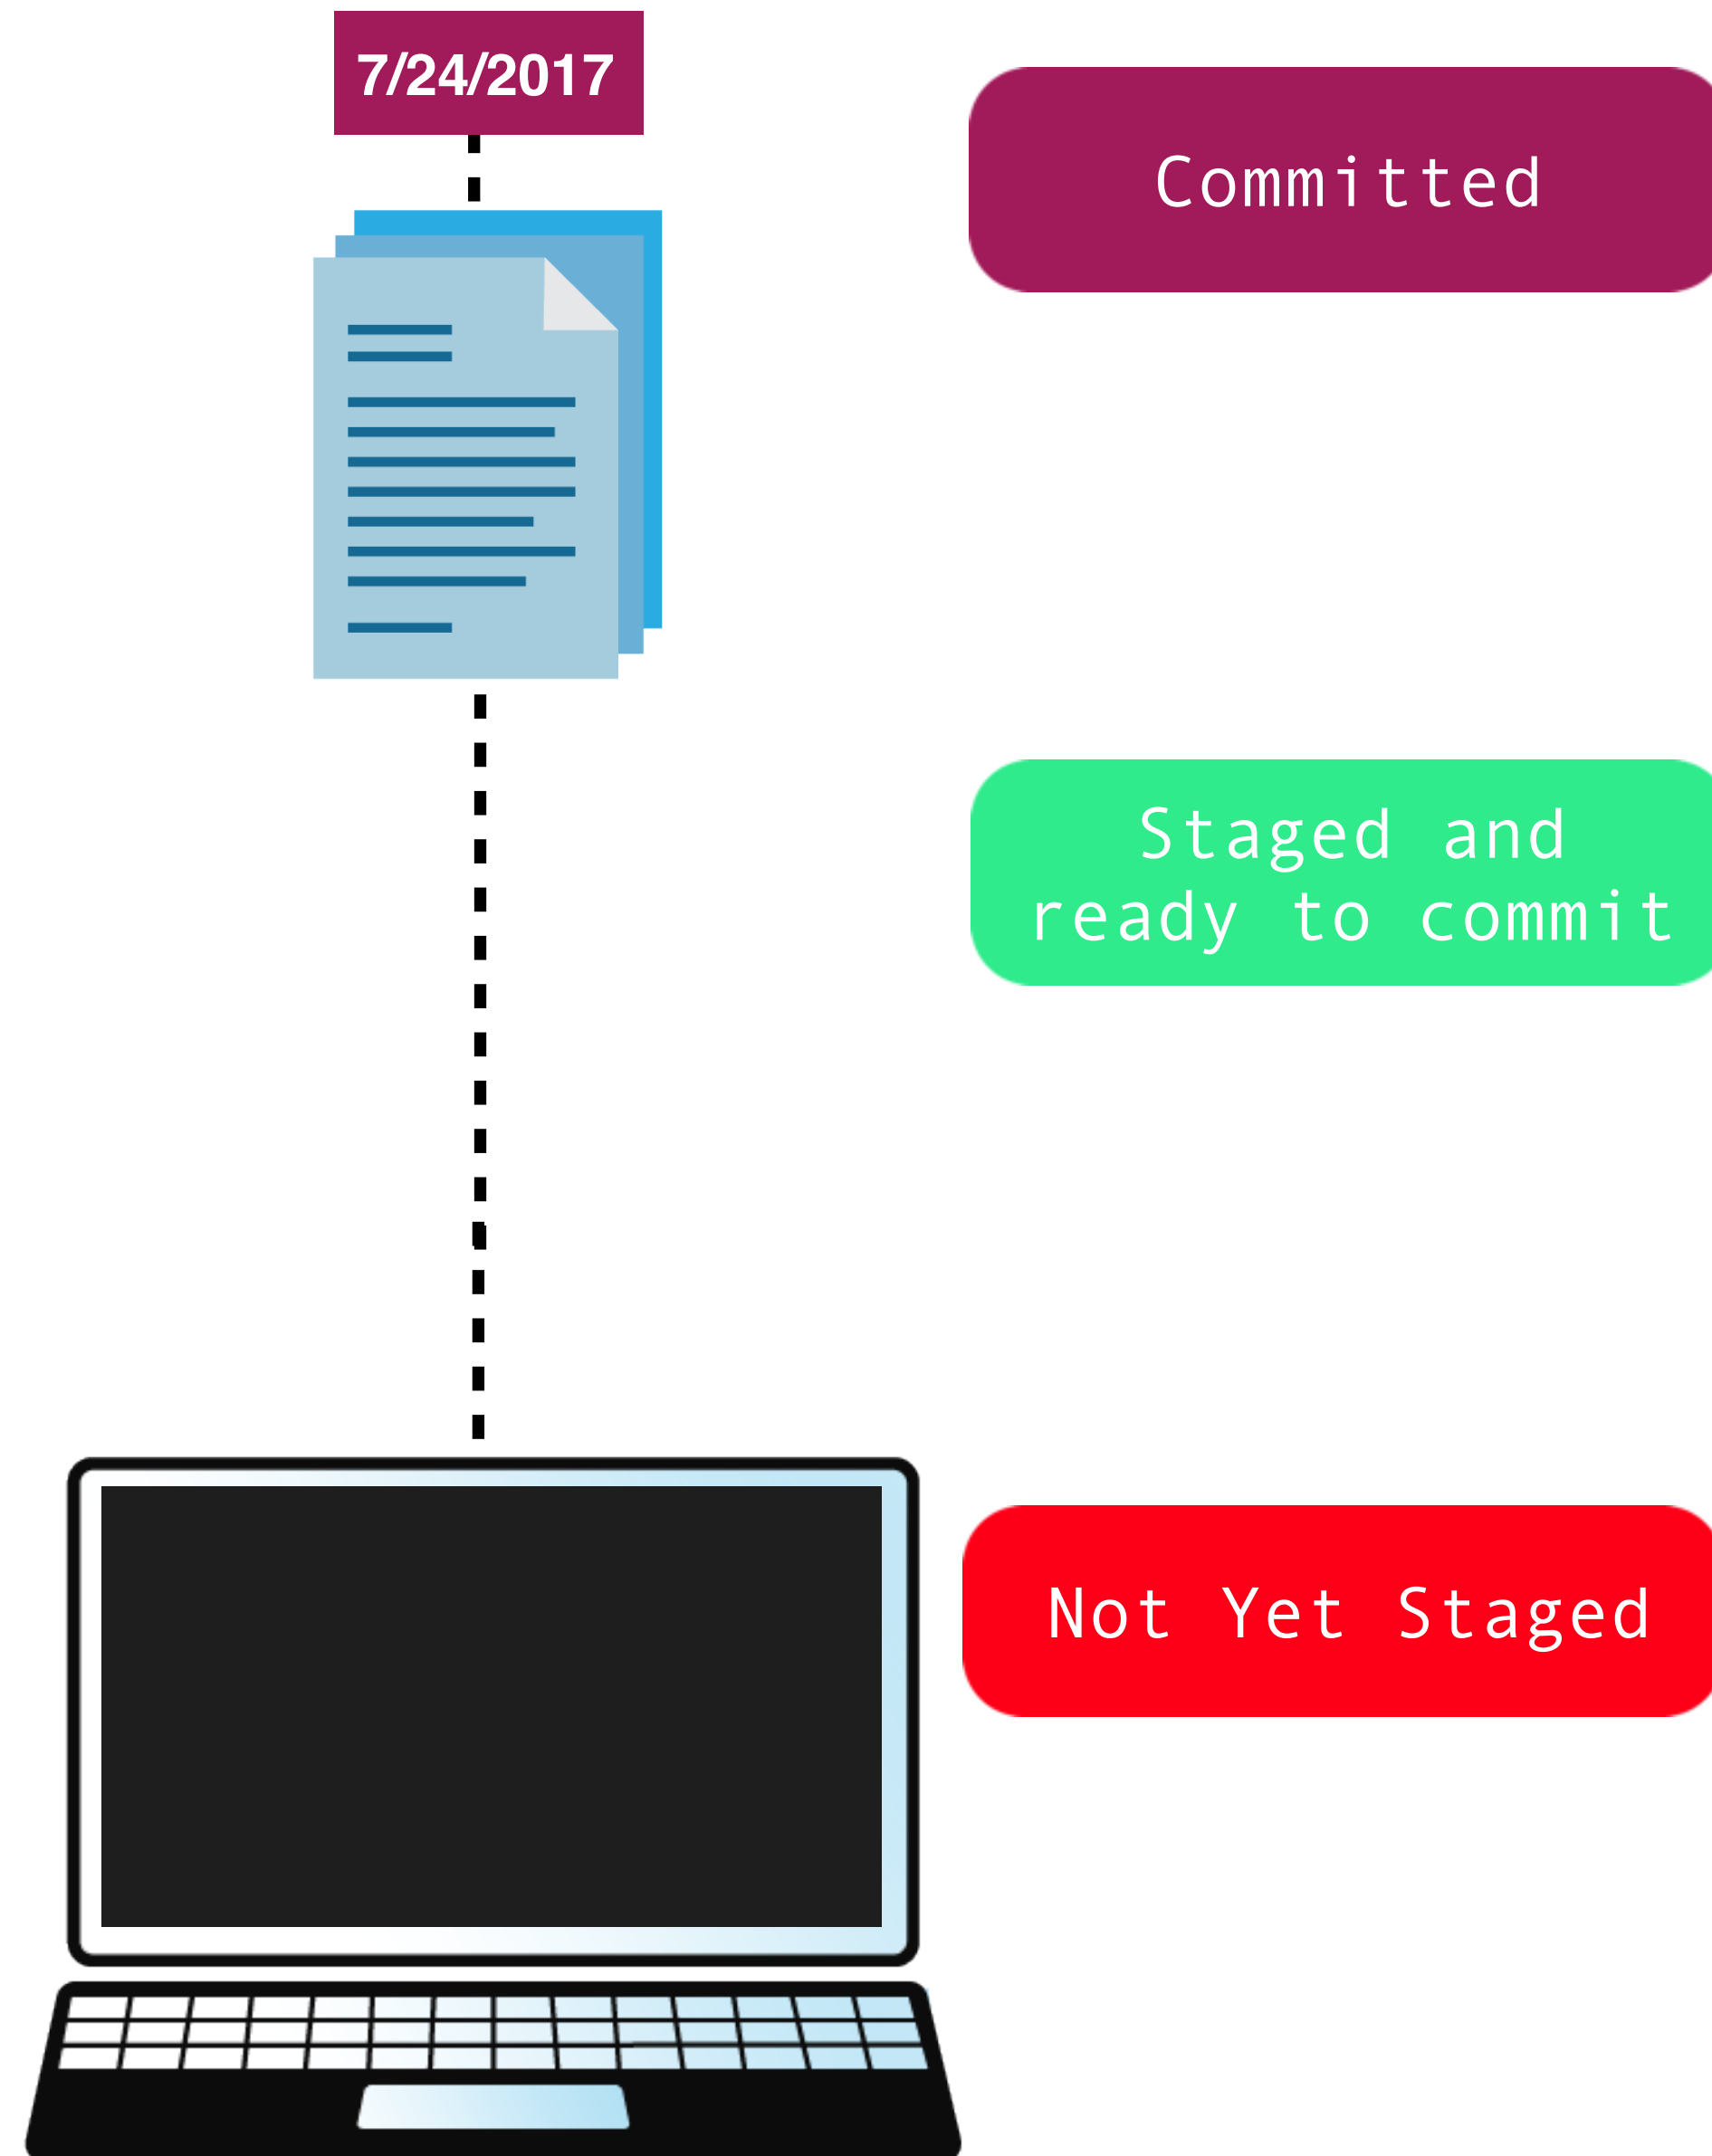 7/24/2017
Committed
Staged and
ready to commit
Not Yet Staged